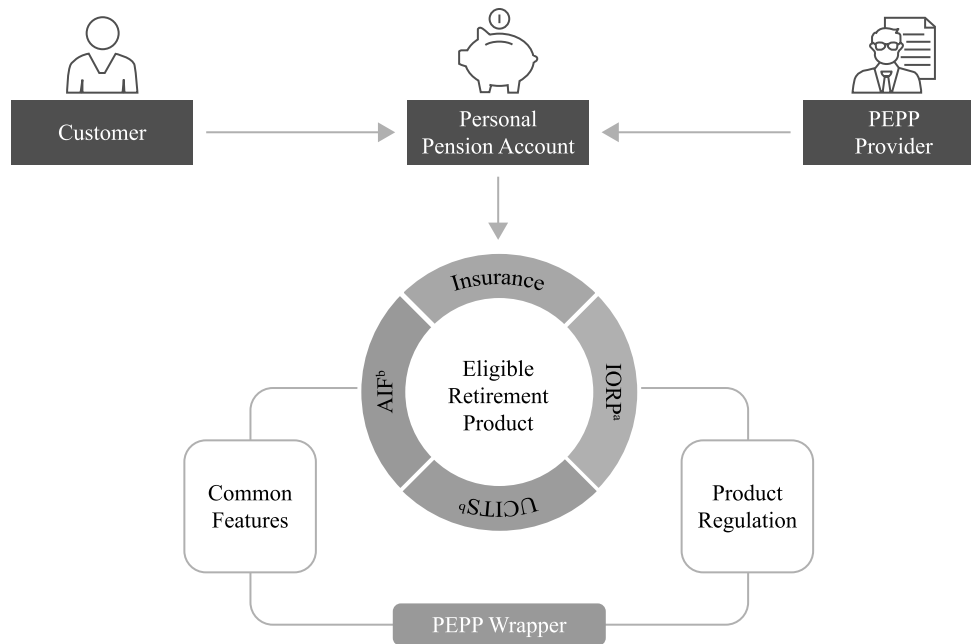 Customer
Personal
Pension Account
PEPP
Provider
Insurance
AIFᵇ
Eligible
Retirement
Product
IORPᵃ
UCITSᵇ
Common
Features
Product
Regulation
PEPP Wrapper